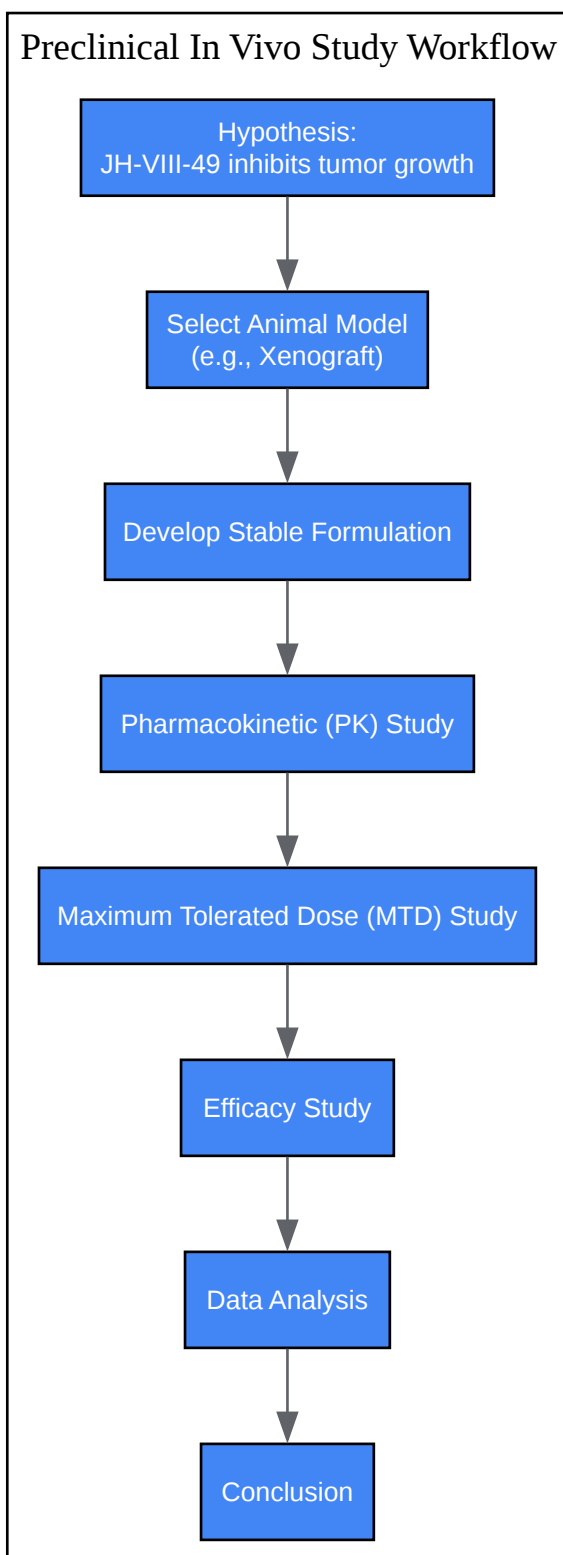 Preclinical In Vivo Study Workflow
Hypothesis:
JH-VIII-49 inhibits tumor growth
Select Animal Model
(e.g., Xenograft)
Develop Stable Formulation
Pharmacokinetic (PK) Study
Maximum Tolerated Dose (MTD) Study
Efficacy Study
Data Analysis
Conclusion